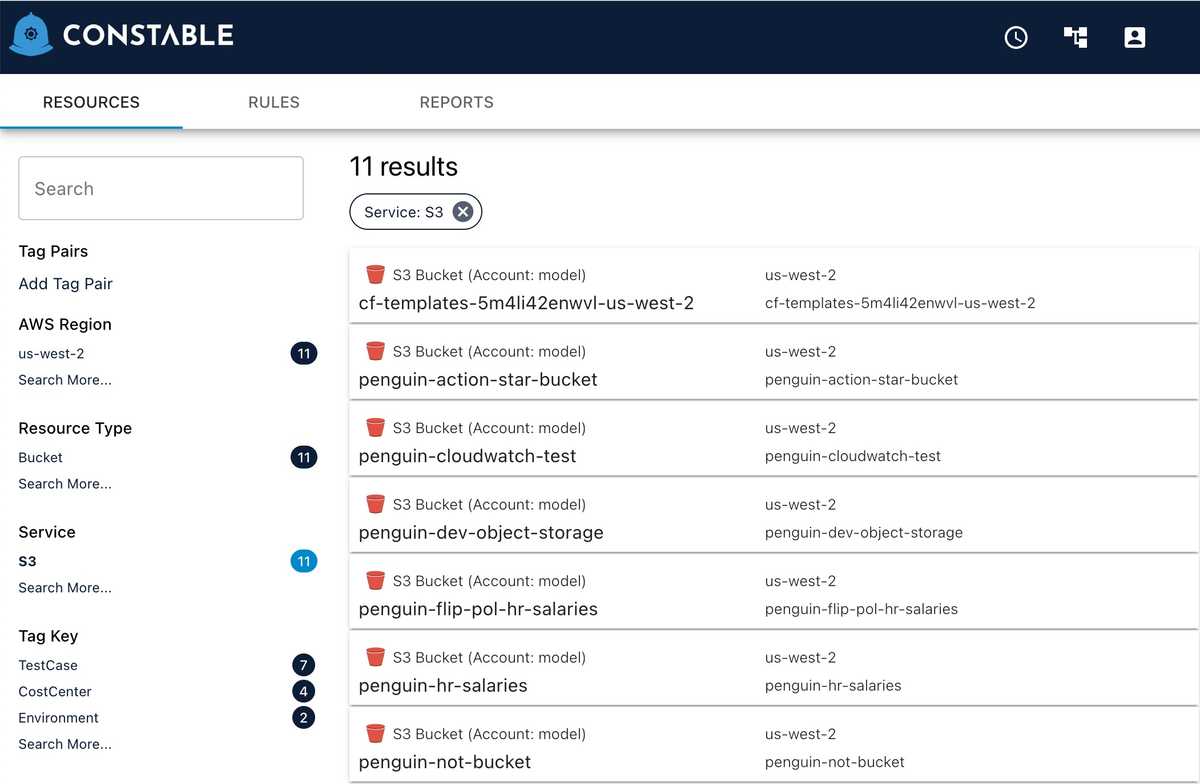 CONSTABLE
RESOURCES RULES REPORTS
Search
Tag Pairs
Add Tag Pair
AWS Region
us-west-2 11
Search More...
Resource Type
Bucket 11
Search More...
Service
S3 11
Search More...
Tag Key
TestCase 7
CostCenter 4
Environment 2
Search More...
11 results
Service: S3
S3 Bucket (Account: model) us-west-2
cf-templates-5m4li42enwvl-us-west-2 cf-templates-5m4li42enwvl-us-west-2
S3 Bucket (Account: model) us-west-2
penguin-action-star-bucket penguin-action-star-bucket
S3 Bucket (Account: model) us-west-2
penguin-cloudwatch-test penguin-cloudwatch-test
S3 Bucket (Account: model) us-west-2
penguin-dev-object-storage penguin-dev-object-storage
S3 Bucket (Account: model) us-west-2
penguin-flip-pol-hr-salaries penguin-flip-pol-hr-salaries
S3 Bucket (Account: model) us-west-2
penguin-hr-salaries penguin-hr-salaries
S3 Bucket (Account: model) us-west-2
penguin-not-bucket penguin-not-bucket